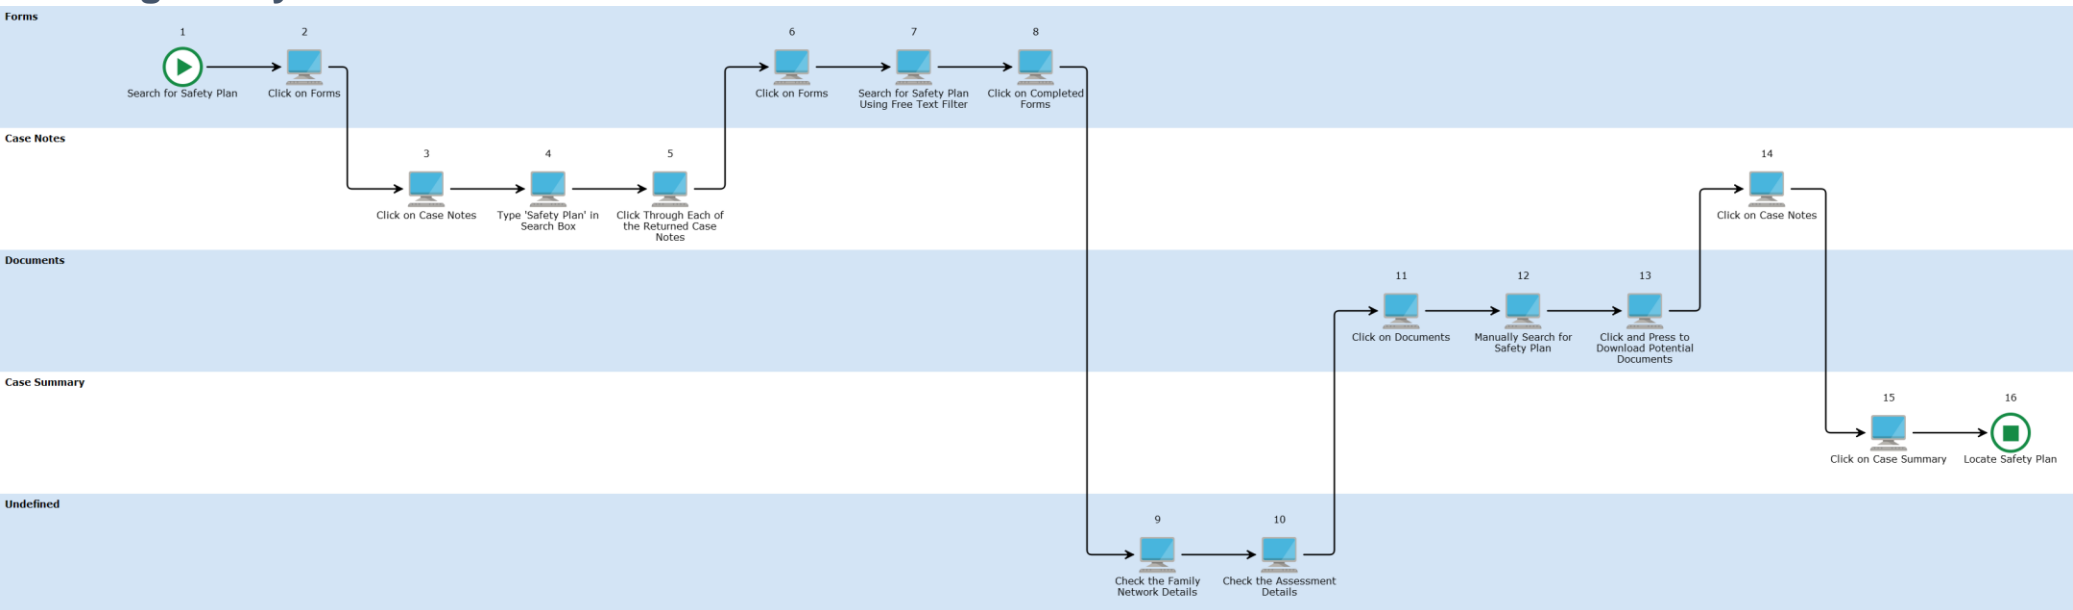 Forms
1
Search for Safety Plan
2
Click on Forms
6
Click on Forms
7
Search for Safety Plan
Using Free Text Filter
8
Click on Completed
Forms
Case Notes
3
Click on Case Notes
4
Type 'Safety Plan' in
Search Box
5
Click Through Each of
the Returned Case
Notes
14
Click on Case Notes
Documents
11
Click on Documents
12
Manually Search for
Safety Plan
13
Click and Press to
Download Potential
Documents
Case Summary
15
Click on Case Summary
16
Locate Safety Plan
Undefined
9
Check the Family
Network Details
10
Check the Assessment
Details